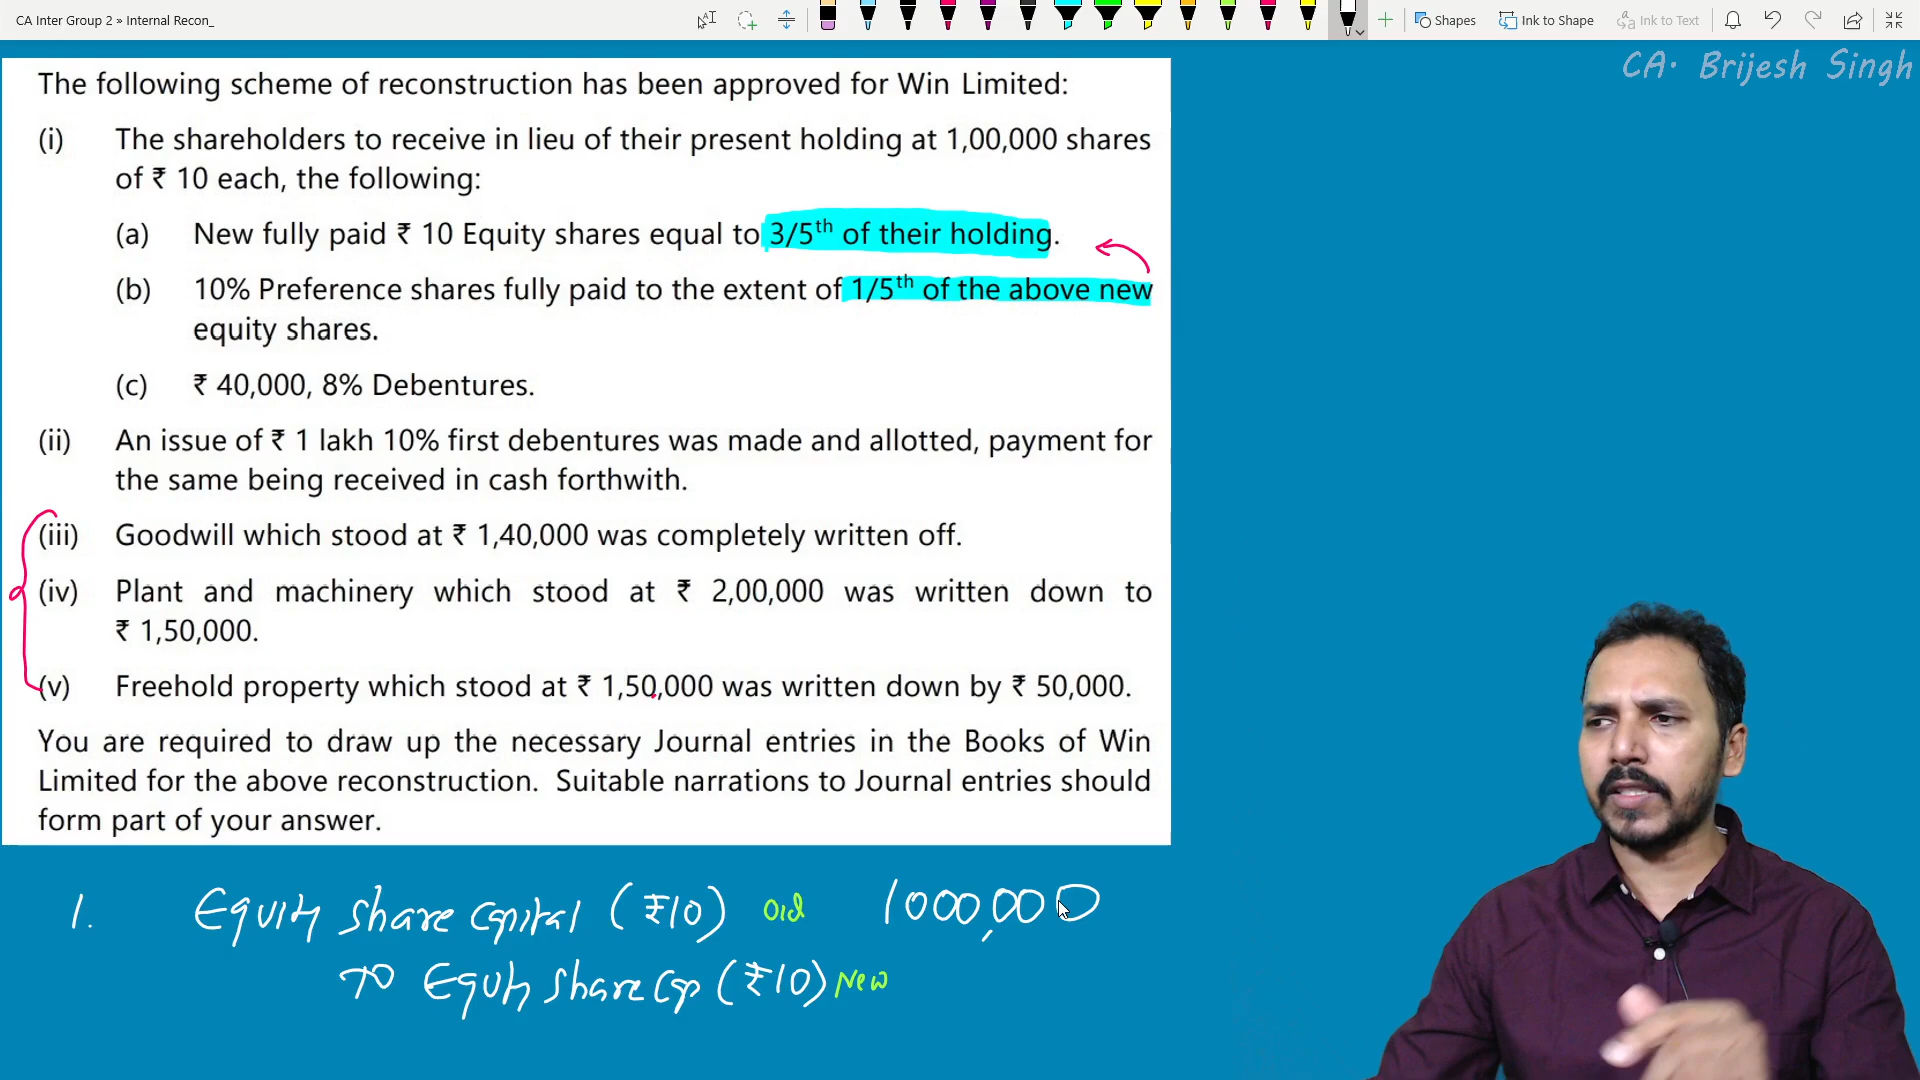 CA Inter Group 2 » Internal Recon_
Shapes
Ink to Shape
Ink to Text
CA. Brijesh Singh
The following scheme of reconstruction has been approved for Win Limited:
(i) The shareholders to receive in lieu of their present holding at 1,00,000 shares
of ₹ 10 each, the following:
(a) New fully paid ₹ 10 Equity shares equal to 3/5th of their holding.
(b) 10% Preference shares fully paid to the extent of 1/5th of the above new
equity shares.
(c) ₹ 40,000, 8% Debentures.
(ii) An issue of ₹ 1 lakh 10% first debentures was made and allotted, payment for
the same being received in cash forthwith.
(iii) Goodwill which stood at ₹ 1,40,000 was completely written off.
(iv) Plant and machinery which stood at ₹ 2,00,000 was written down to
₹ 1,50,000.
(v) Freehold property which stood at ₹ 1,50,000 was written down by ₹ 50,000.
You are required to draw up the necessary Journal entries in the Books of Win
Limited for the above reconstruction. Suitable narrations to Journal entries should
form part of your answer.
1. Equity share capital (₹10) Old 1000,000
To Equity share cap (₹10) New